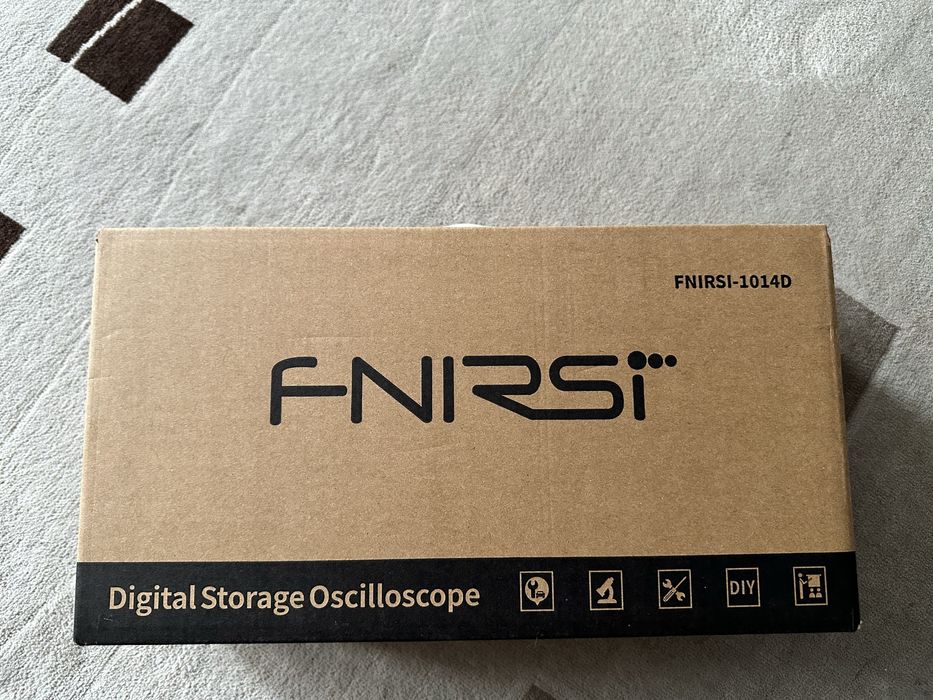 FNIRSI-1014D
FNIRSI
Digital Storage Oscilloscope
DIY